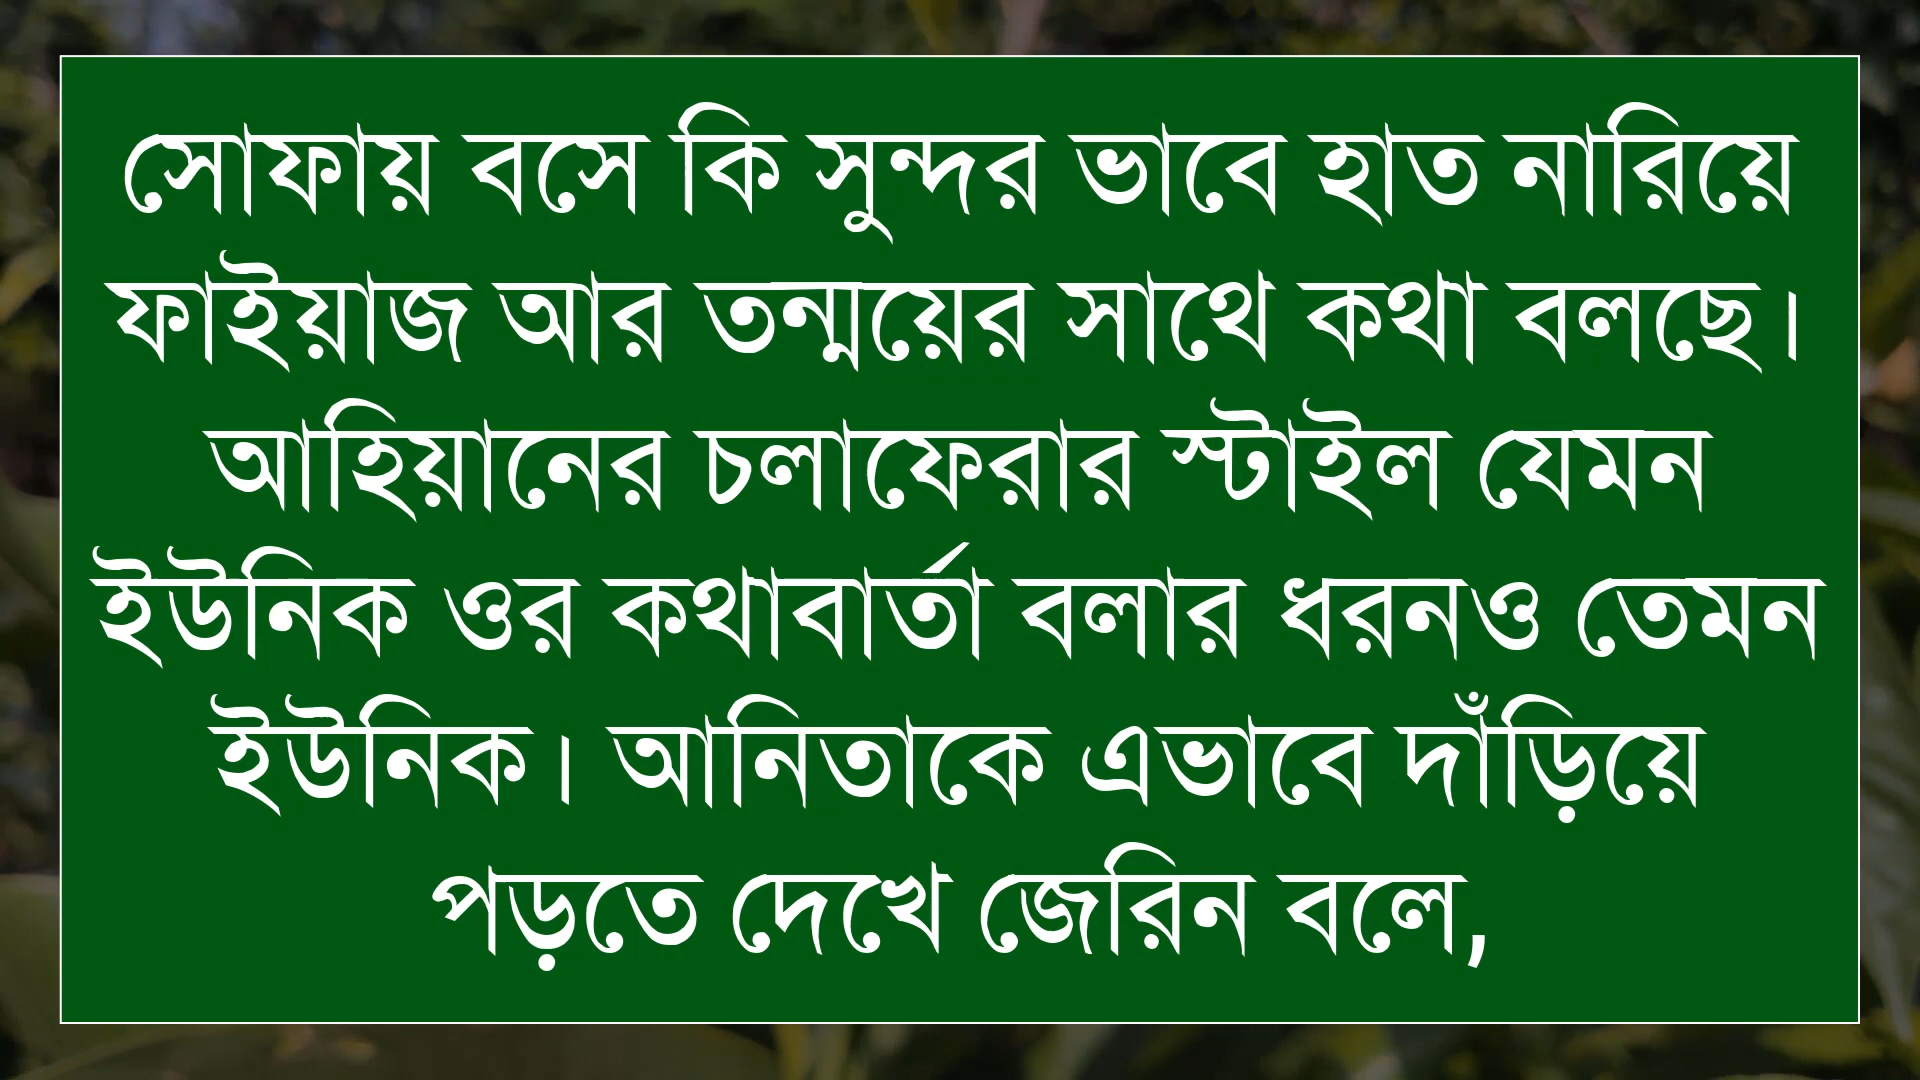 সোফায় বসে কি সুন্দর ভাবে হাত নারিয়ে
ফাইয়াজ আর তন্ময়ের সাথে কথা বলছে।
আহিয়ানের চলাফেরার স্টাইল যেমন
ইউনিক ওর কথাবার্তা বলার ধরনও তেমন
ইউনিক। আনিতাকে এভাবে দাঁড়িয়ে
পড়তে দেখে জেরিন বলে,